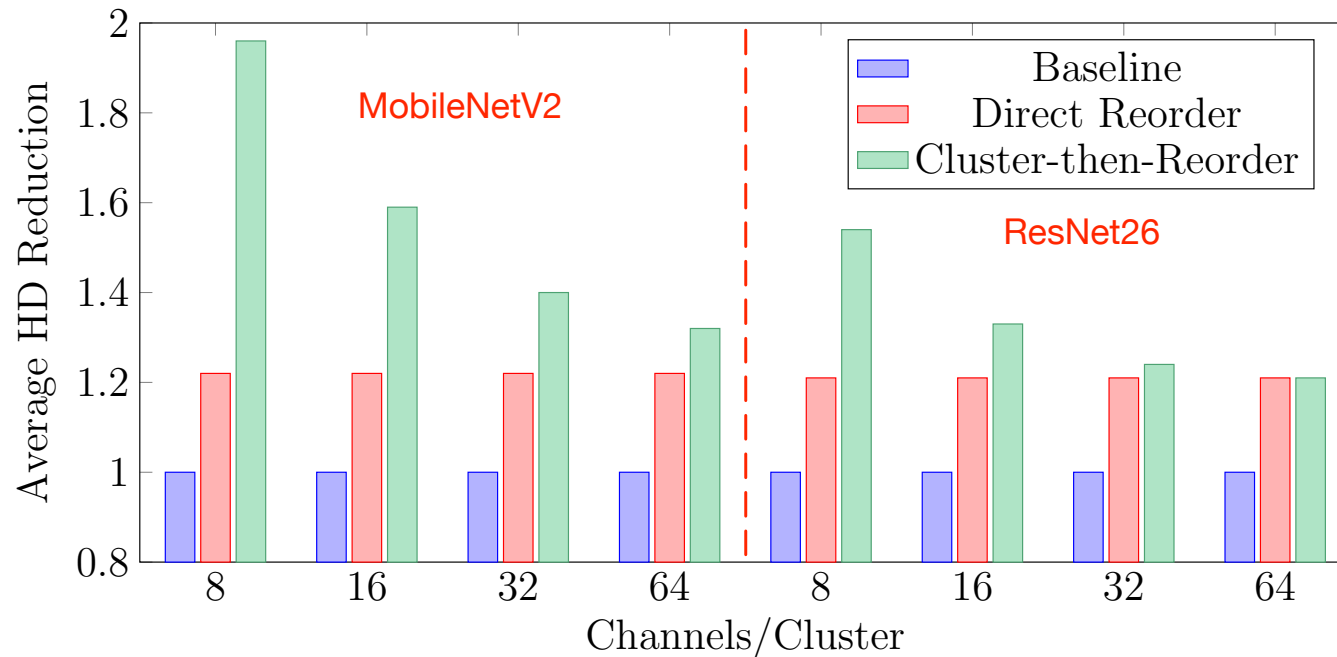 Average HD Reduction
2
1.8
1.6
1.4
1.2
1
0.8
MobileNetV2
Baseline
Direct Reorder
Cluster-then-Reorder
ResNet26
8 16 32 64 8 16 32 64
Channels/Cluster